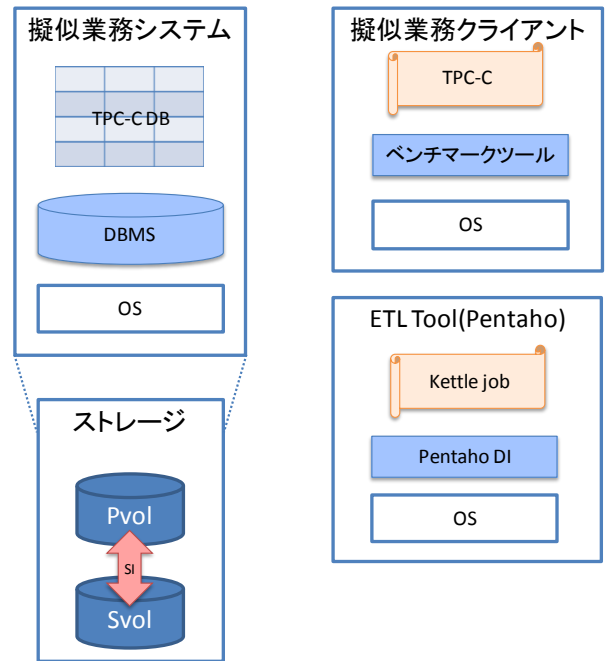 擬似業務システム
TPC-C DB
DBMS
OS
ストレージ
Pvol
SI
Svol
擬似業務クライアント
TPC-C
ベンチマークツール
OS
ETL Tool(Pentaho)
Kettle job
Pentaho DI
OS